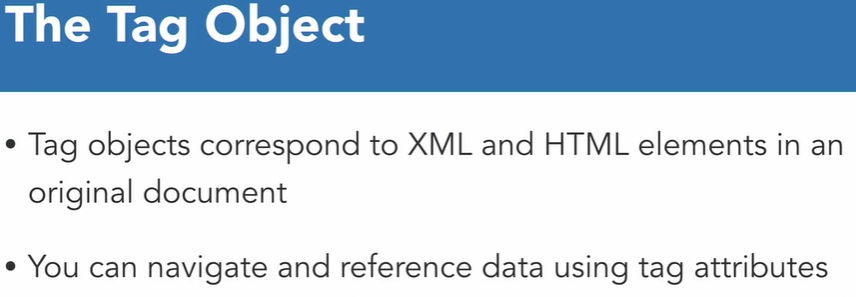 The Tag Object
• Tag objects correspond to XML and HTML elements in an
original document
• You can navigate and reference data using tag attributes